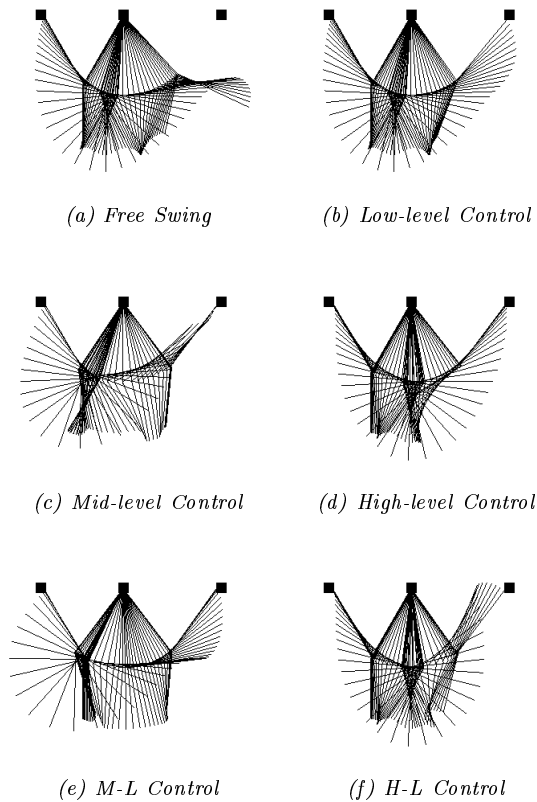 (a) Free Swing
(b) Low-level Control
(c) Mid-level Control
(d) High-level Control
(e) M-L Control
(f) H-L Control